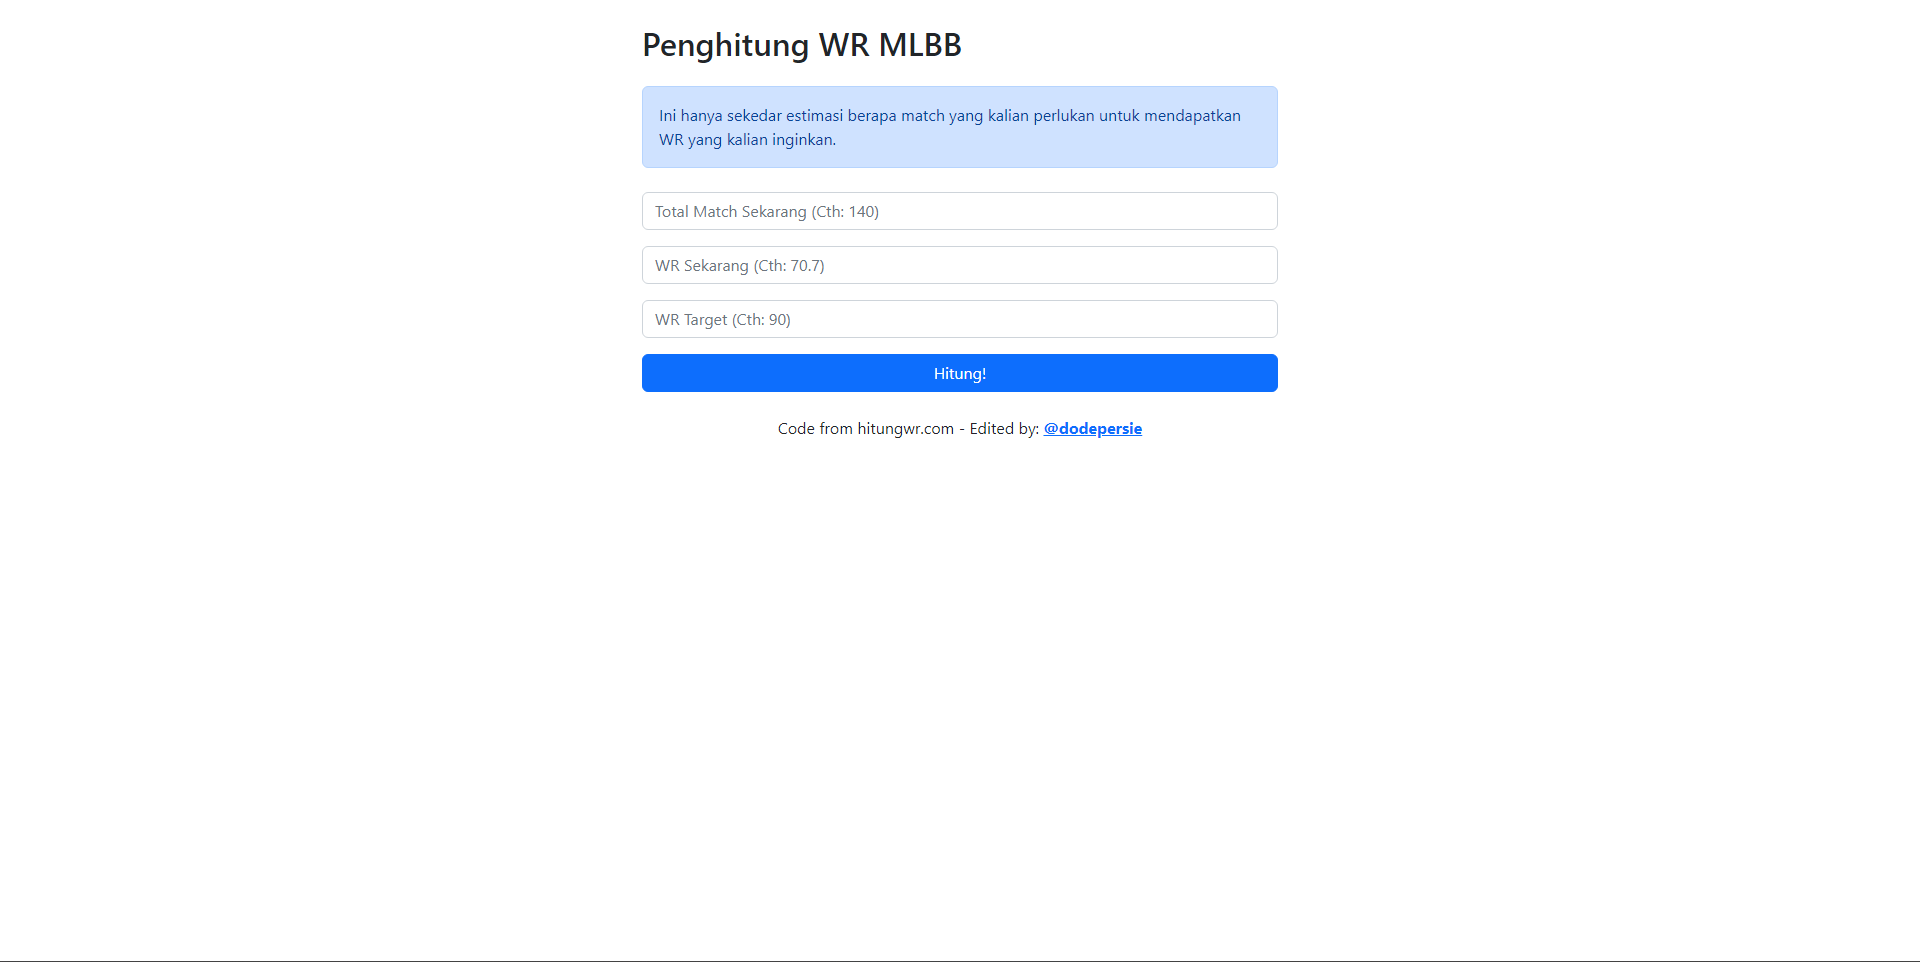 Penghitung WR MLBB
Ini hanya sekedar estimasi berapa match yang kalian perlukan untuk mendapatkan
WR yang kalian inginkan.
Total Match Sekarang (Cth: 140)
WR Sekarang (Cth: 70.7)
WR Target (Cth: 90)
Hitung!
Code from hitungwr.com - Edited by: @dodepersie